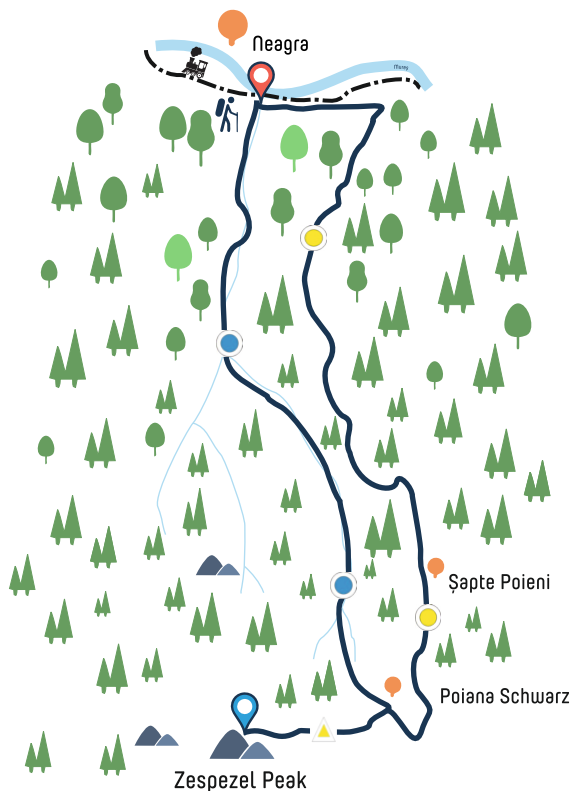 Neagra
Mureș
Șapte Poieni
Poiana Schwarz
Zespezel Peak